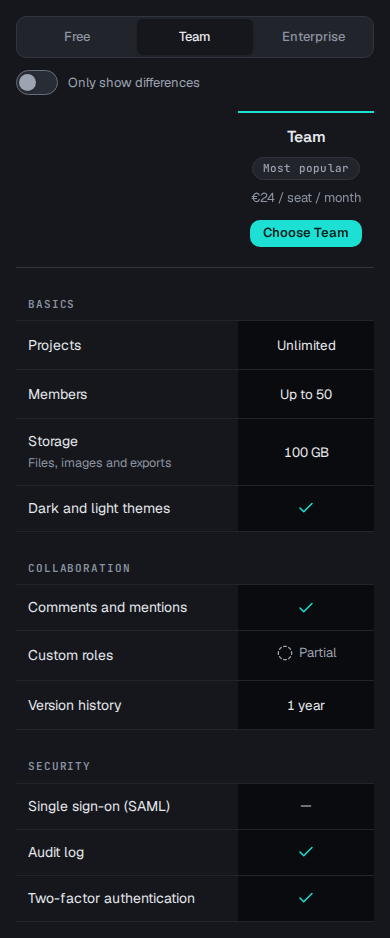 Free Team Enterprise
Only show differences
Team
Most popular
€24 / seat / month
Choose Team
BASICS
Projects Unlimited
Members Up to 50
Storage
Files, images and exports
100 GB
Dark and light themes
COLLABORATION
Comments and mentions
Custom roles Partial
Version history 1 year
SECURITY
Single sign-on (SAML) —
Audit log
Two-factor authentication